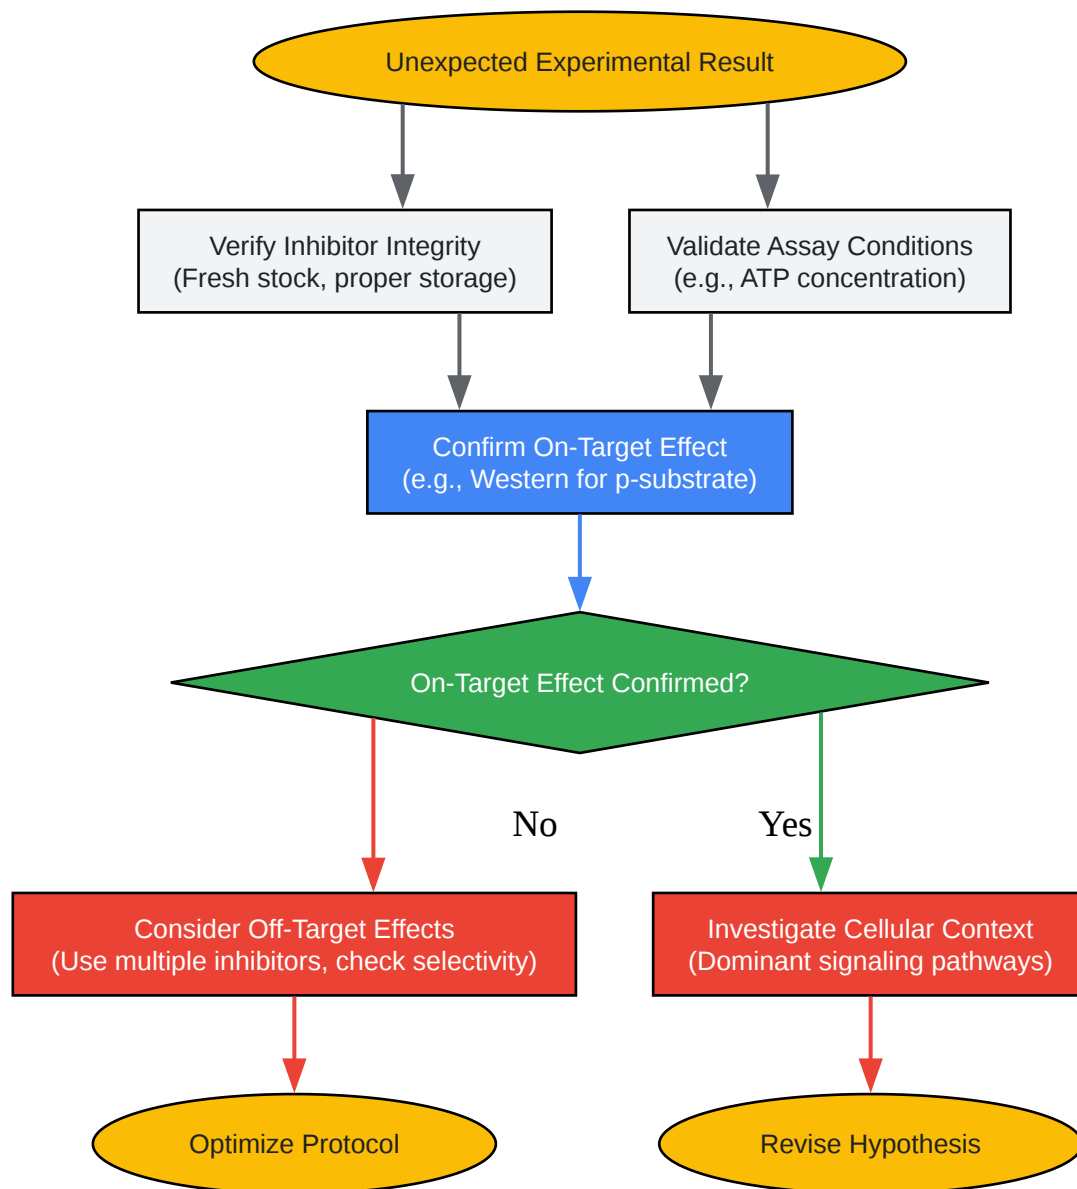 Unexpected Experimental Result
Verify Inhibitor Integrity
(Fresh stock, proper storage)
Validate Assay Conditions
(e.g., ATP concentration)
Confirm On-Target Effect
(e.g., Western for p-substrate)
On-Target Effect Confirmed?
No
Yes
Consider Off-Target Effects
(Use multiple inhibitors, check selectivity)
Investigate Cellular Context
(Dominant signaling pathways)
Optimize Protocol
Revise Hypothesis